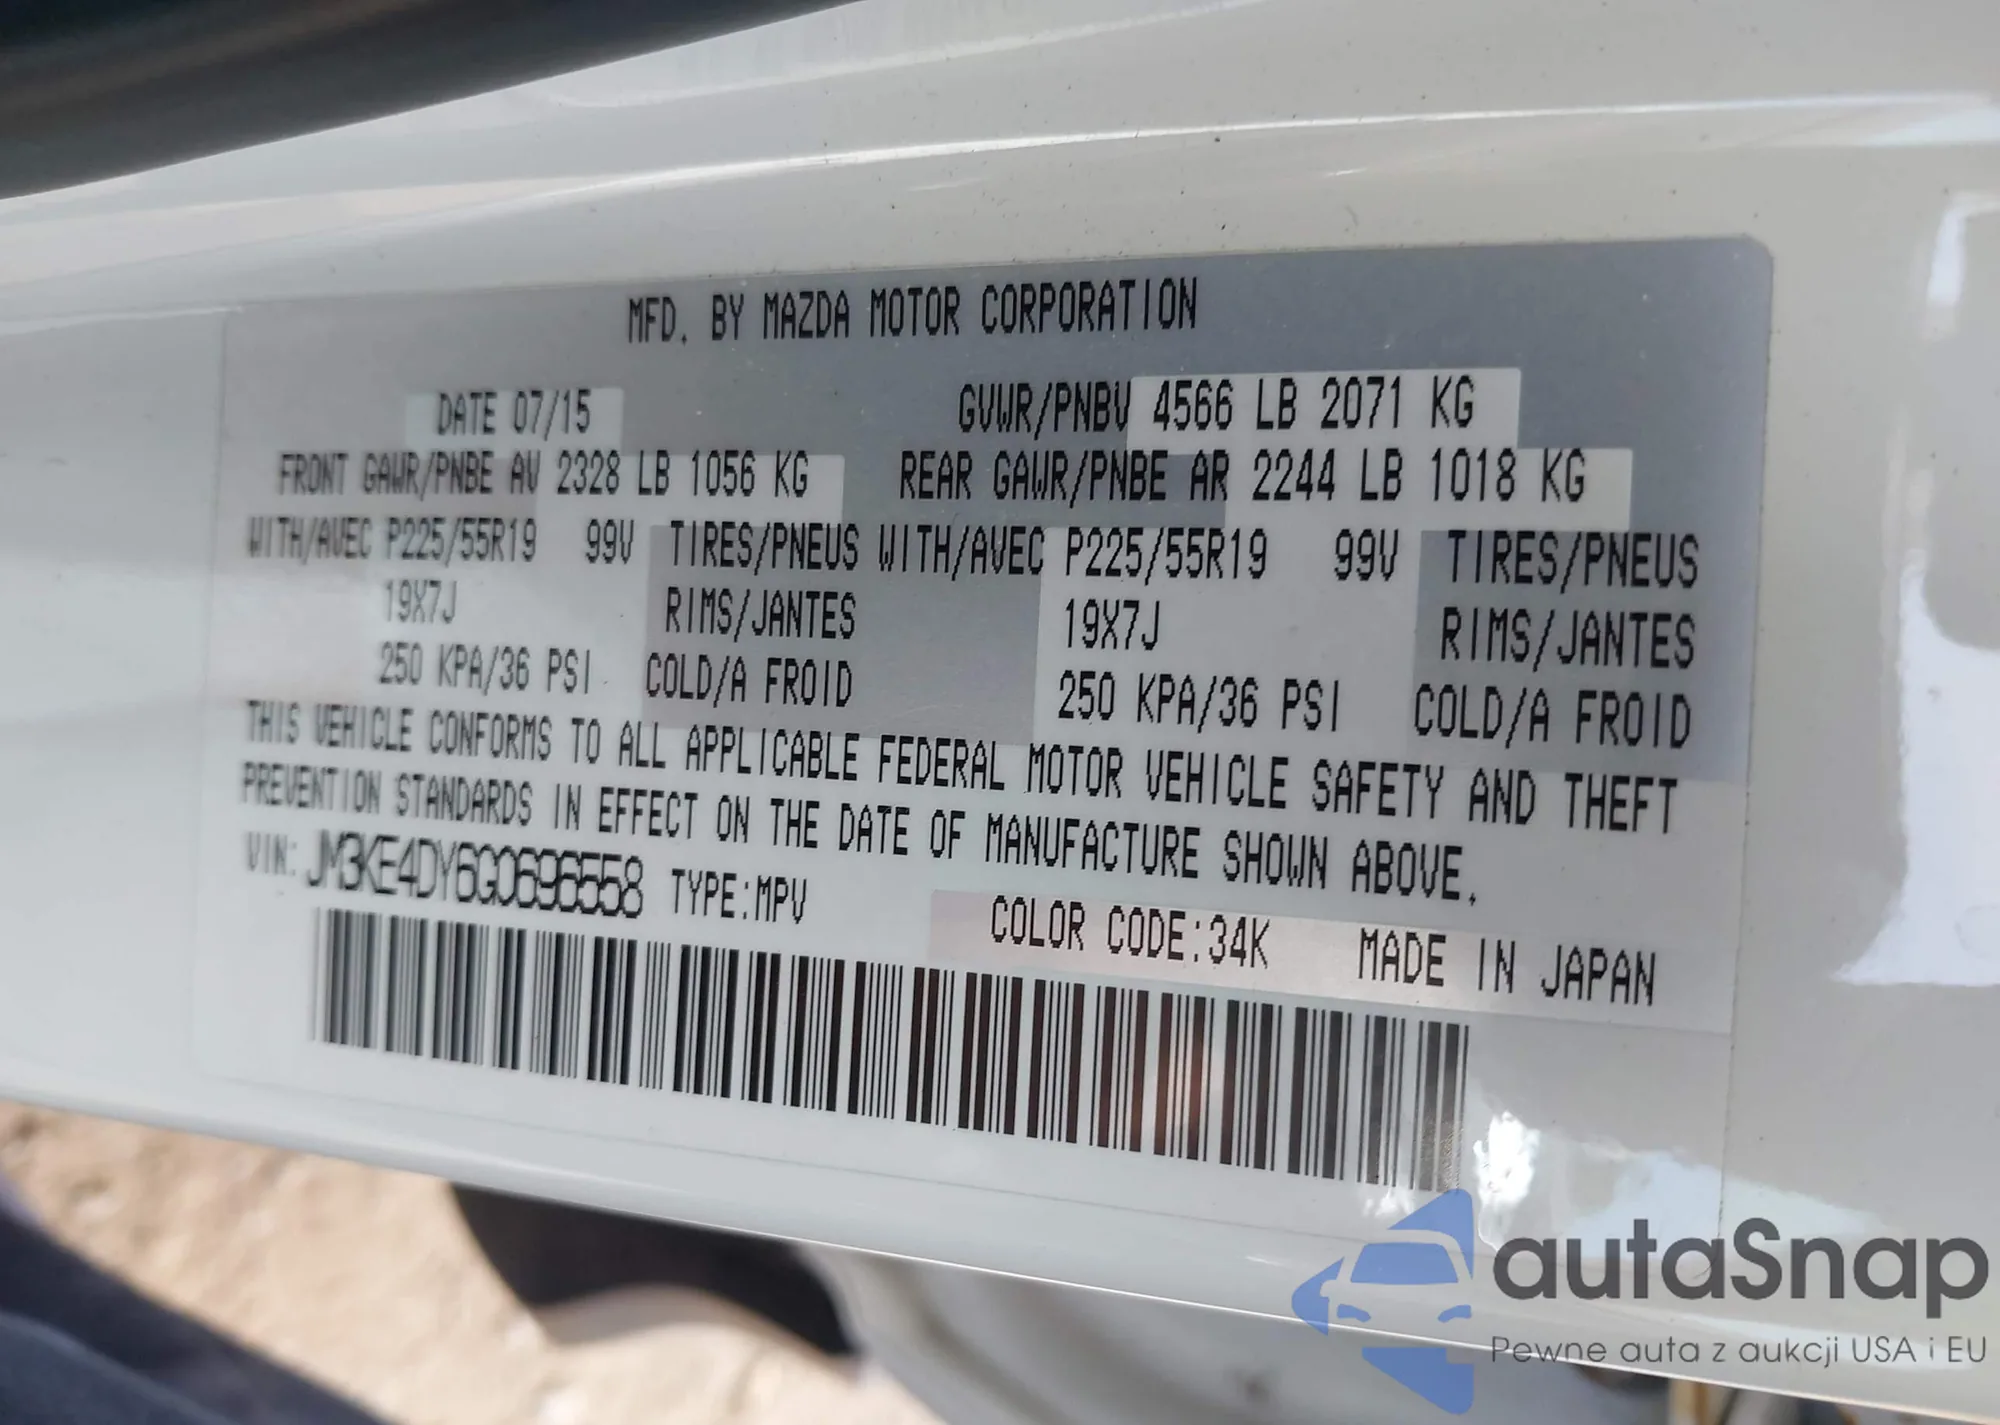 MFD. BY MAZDA MOTOR CORPORATION
DATE 07/15 GVWR/PNBV 4566 LB 2071 KG
FRONT GAWR/PNBE AV 2328 LB 1056 KG REAR GAWR/PNBE AR 2244 LB 1018 KG
WITH/AVEC P225/55R19 99V TIRES/PNEUS WITH/AVEC P225/55R19 99V TIRES/PNEUS
19X7J RIMS/JANTES 19X7J RIMS/JANTES
250 KPA/36 PSI COLD/A FROID 250 KPA/36 PSI COLD/A FROID
THIS VEHICLE CONFORMS TO ALL APPLICABLE FEDERAL MOTOR VEHICLE SAFETY AND THEFT
PREVENTION STANDARDS IN EFFECT ON THE DATE OF MANUFACTURE SHOWN ABOVE.
VIN: JM3KE4DY6G0696558 TYPE:MPV
COLOR CODE:34K MADE IN JAPAN
autaSnap
Pewne auta z aukcji USA i EU